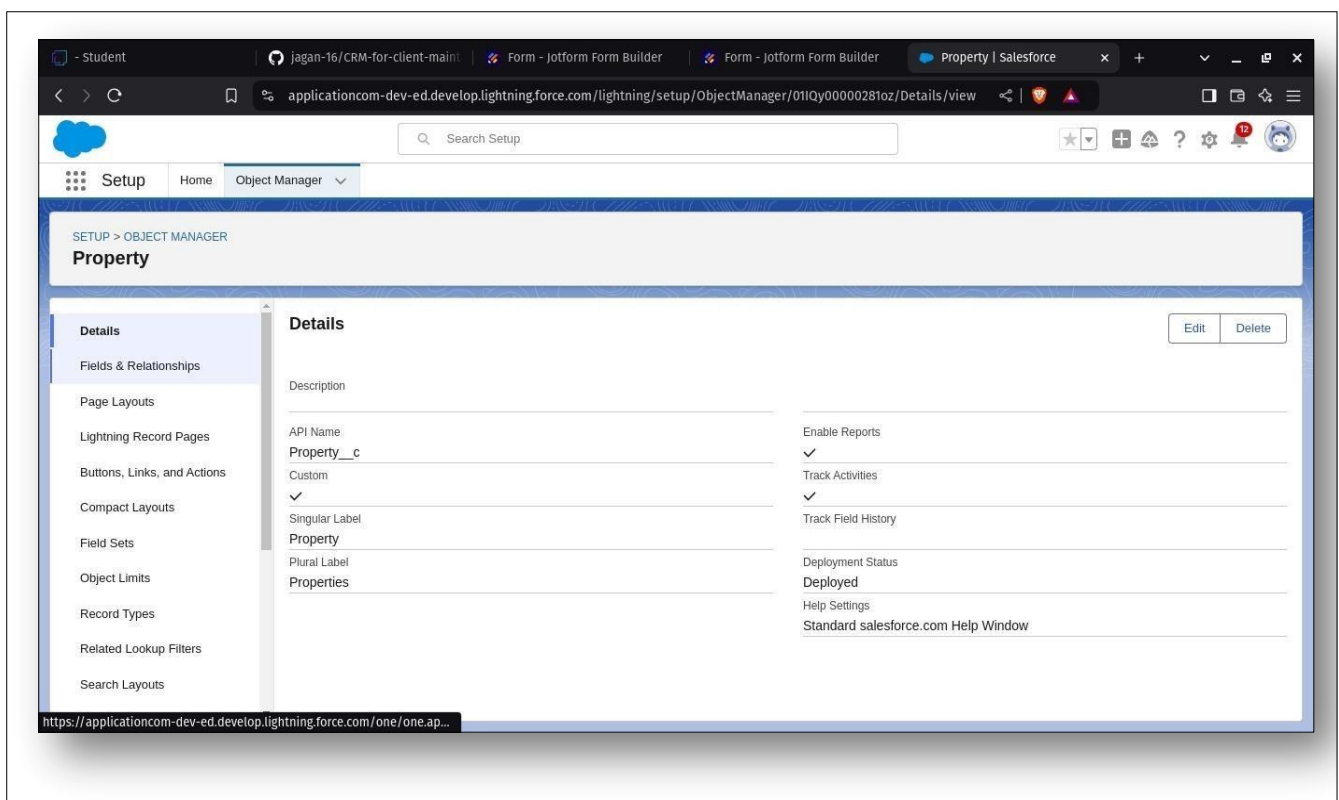 - Student
jagan-16/CRM-for-client-maint
Form - Jotform Form Builder
Form - Jotform Form Builder
Property | Salesforce
applicationcom-dev-ed.develop.lightning.force.com/lightning/setup/ObjectManager/01IQy00000281oz/Details/view
Search Setup
12
Setup
Home
Object Manager
SETUP > OBJECT MANAGER
Property
Details
Fields & Relationships
Page Layouts
Lightning Record Pages
Buttons, Links, and Actions
Compact Layouts
Field Sets
Object Limits
Record Types
Related Lookup Filters
Search Layouts
Details
Edit
Delete
Description
API Name
Property__c
Custom
Singular Label
Property
Plural Label
Properties
Enable Reports
Track Activities
Track Field History
Deployment Status
Deployed
Help Settings
Standard salesforce.com Help Window
https://applicationcom-dev-ed.develop.lightning.force.com/one/one.ap...